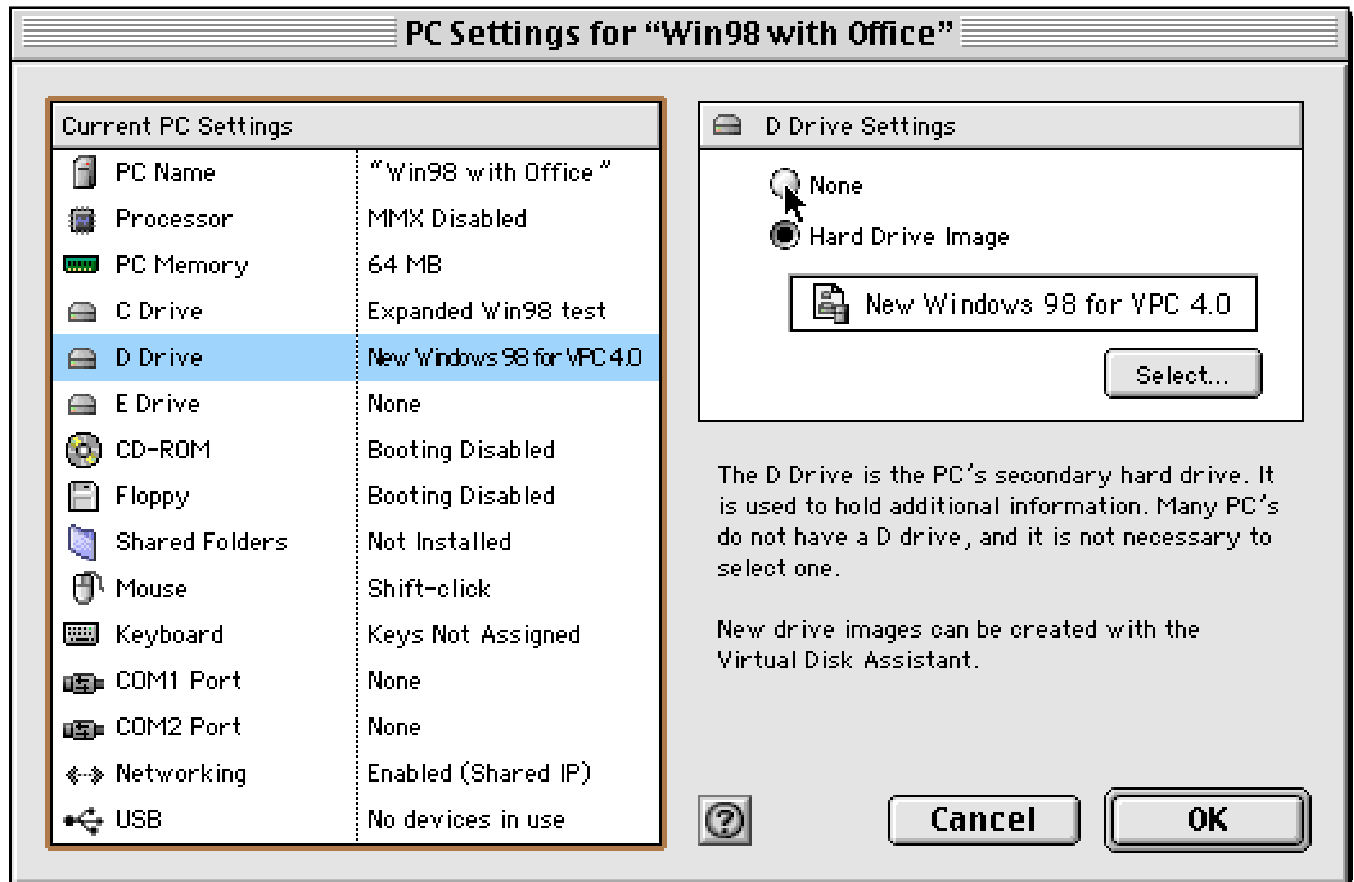 PC Settings for “Win98 with Office”
Current PC Settings
PC Name “Win98 with Office”
Processor MMX Disabled
PC Memory 64 MB
C Drive Expanded Win98 test
D Drive New Windows 98 for VPC 4.0
E Drive None
CD-ROM Booting Disabled
Floppy Booting Disabled
Shared Folders Not Installed
Mouse Shift-click
Keyboard Keys Not Assigned
COM1 Port None
COM2 Port None
Networking Enabled (Shared IP)
USB No devices in use
D Drive Settings
None
Hard Drive Image
New Windows 98 for VPC 4.0
Select...
The D Drive is the PC’s secondary hard drive. It
is used to hold additional information. Many PC’s
do not have a D drive, and it is not necessary to
select one.
New drive images can be created with the
Virtual Disk Assistant.
?
Cancel
OK